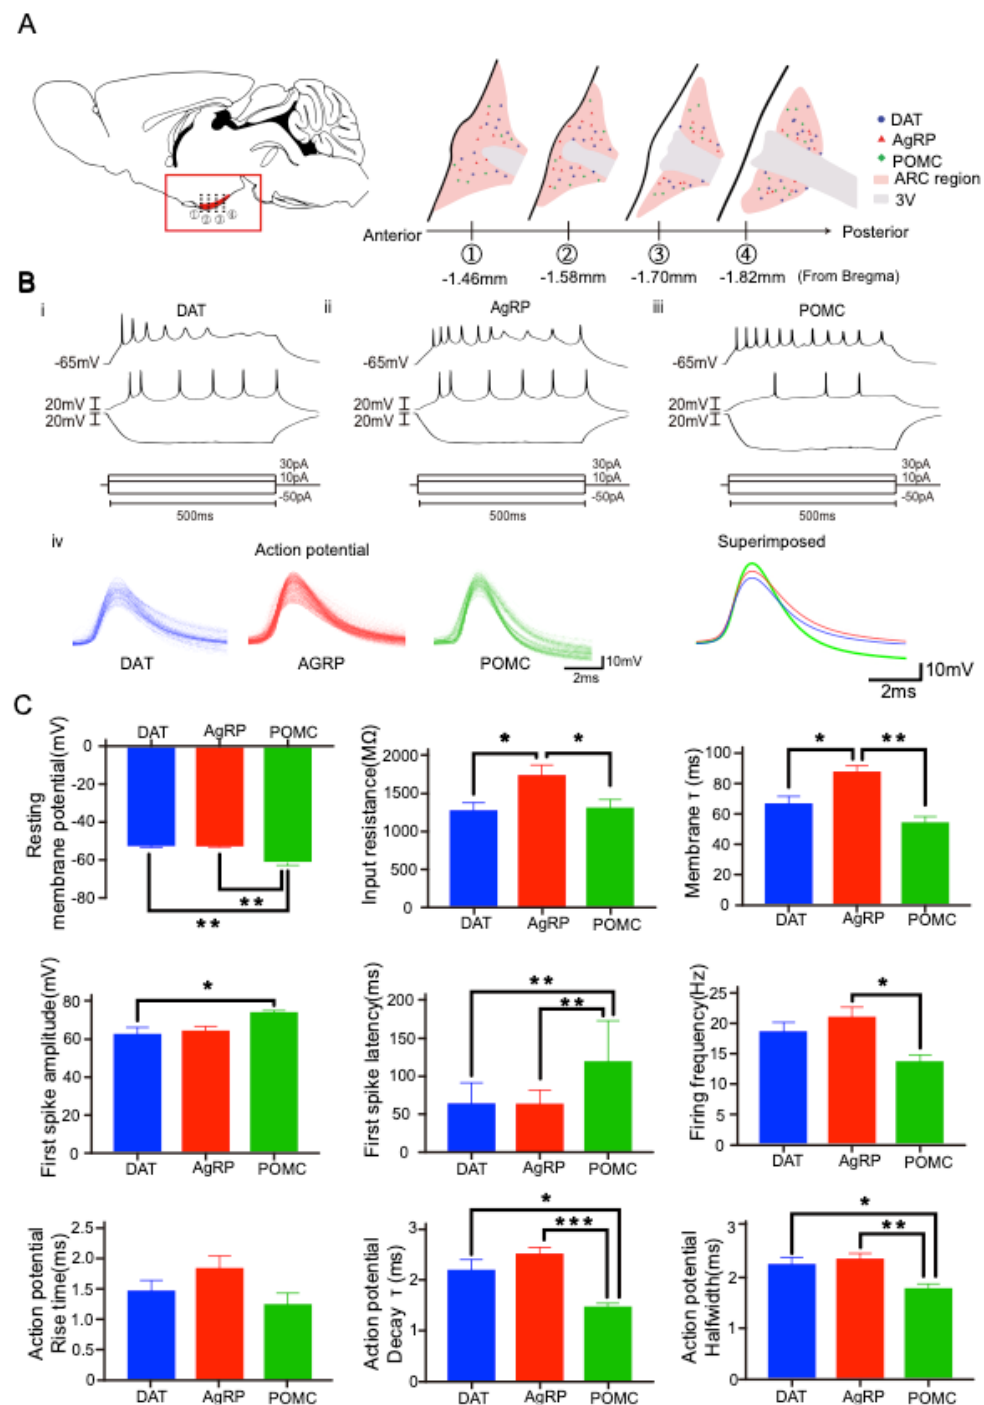 A
① ② ③ ④
DAT
AgRP
POMC
ARC region
3V
Anterior
Posterior
① ② ③ ④
-1.46mm -1.58mm -1.70mm -1.82mm (From Bregma)
B
i DAT ii AgRP iii POMC
-65mV -65mV -65mV
20mV 20mV 20mV
20mV 20mV 20mV
30pA 30pA 30pA
10pA 10pA 10pA
-50pA -50pA -50pA
500ms 500ms 500ms
iv Action potential Superimposed
DAT AGRP POMC
10mV
2ms
10mV
2ms
C
Resting
membrane potential(mV)
DAT AgRP POMC
0
-20
-40
-60
-80
**
**
Input resistance(MΩ)
2000
1500
1000
500
0
* *
DAT AgRP POMC
Membrane τ (ms)
100
80
60
40
20
0
* **
DAT AgRP POMC
First spike amplitude(mV)
80
60
40
20
0
*
DAT AgRP POMC
First spike latency(ms)
200
150
100
50
0
**
**
DAT AgRP POMC
Firing frequency(Hz)
25
20
15
10
5
0
*
DAT AgRP POMC
Action potential
Rise time(ms)
2.5
2.0
1.5
1.0
0.5
0
DAT AgRP POMC
Action potential
Decay τ (ms)
3
2
1
0
*
***
DAT AgRP POMC
Action potential
Halfwidth(ms)
3
2
1
0
*
**
DAT AgRP POMC